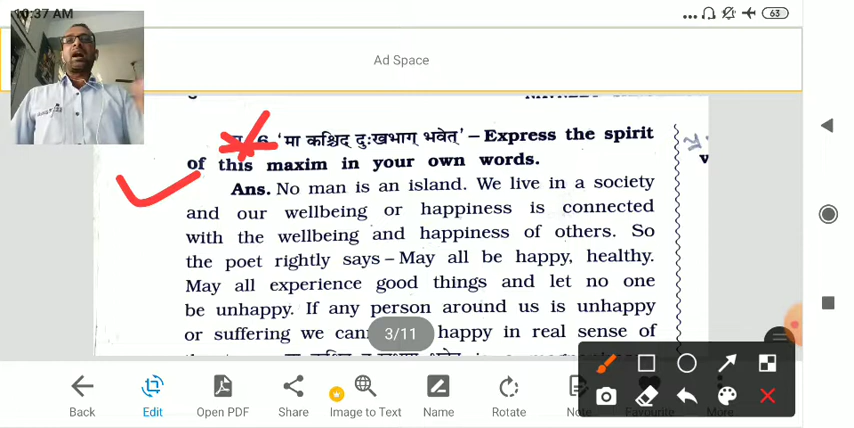 10:37 AM
63
Ad Space
6. 'मा कश्चिद दुःखभाग् भवेत्' – Express the spirit
of this maxim in your own words.
Ans. No man is an island. We live in a society
and our wellbeing or happiness is connected
with the wellbeing and happiness of others. So
the poet rightly says – May all be happy, healthy.
May all experience good things and let no one
be unhappy. If any person around us is unhappy
or suffering we happy in real sense of
3/11
Back
Edit
Open PDF
Share
Image to Text
Name
Rotate
Note
Favourite
More